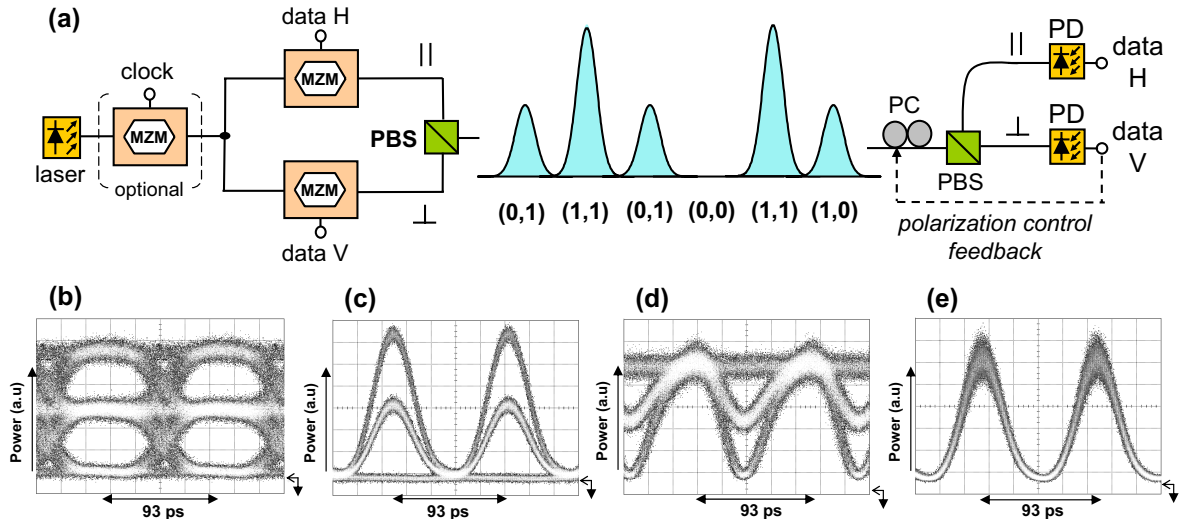 (a)
data H
||
clock
MZM
MZM
PBS
laser
optional
MZM
⊥
data V
(0,1) (1,1) (0,1) (0,0) (1,1) (1,0)
PD
||
data
H
PC
PD
⊥
data
V
PBS
polarization control
feedback
(b)
Power (a.u)
93 ps
(c)
Power (a.u)
93 ps
(d)
Power (a.u)
93 ps
(e)
Power (a.u)
93 ps